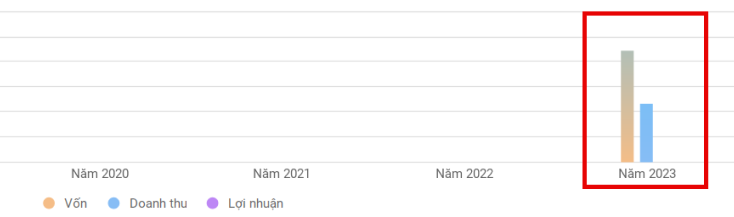 Năm 2020 Năm 2021 Năm 2022 Năm 2023
Vốn Doanh thu Lợi nhuận